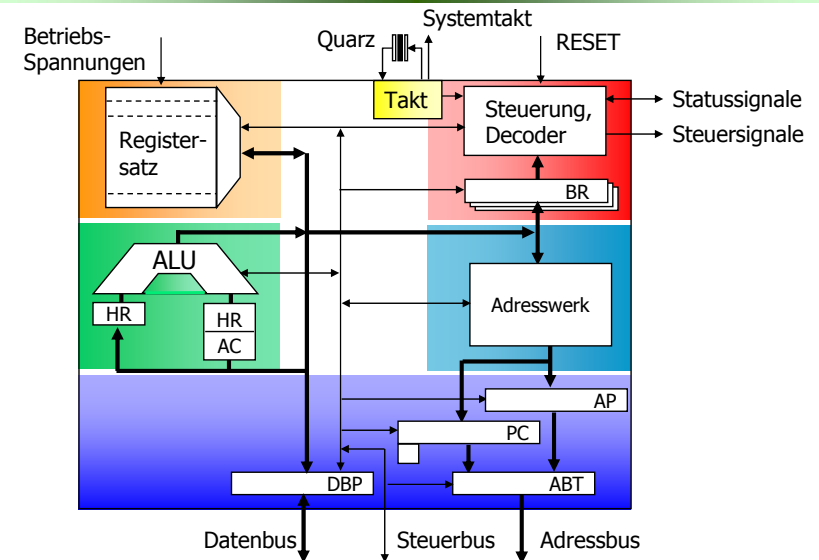 Systemtakt
Betriebs-
Spannungen
Quarz
RESET
Takt
Steuerung,
Decoder
Statussignale
Steuersignale
Register-
satz
BR
ALU
HR
HR
AC
Adresswerk
AP
PC
DBP
ABT
Datenbus
Steuerbus
Adressbus